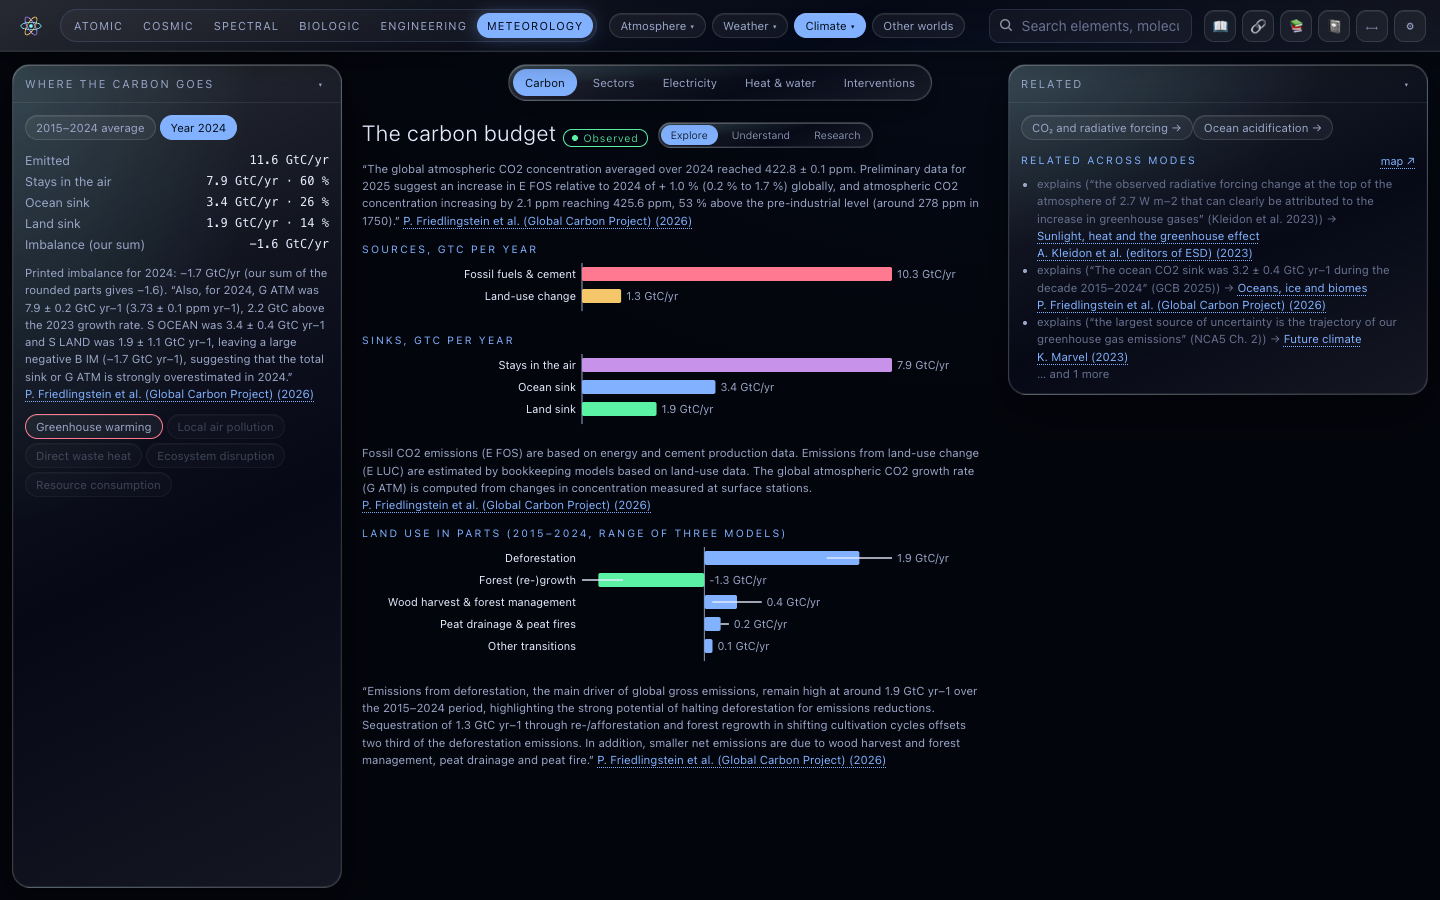 ATOMIC COSMIC SPECTRAL BIOLOGIC ENGINEERING METEOROLOGY Atmosphere ▾ Weather ▾ Climate ▾ Other worlds Search elements, molecu
WHERE THE CARBON GOES
2015–2024 average Year 2024
Emitted 11.6 GtC/yr
Stays in the air 7.9 GtC/yr · 60 %
Ocean sink 3.4 GtC/yr · 26 %
Land sink 1.9 GtC/yr · 14 %
Imbalance (our sum) −1.6 GtC/yr
Printed imbalance for 2024: −1.7 GtC/yr (our sum of the
rounded parts gives −1.6). “Also, for 2024, G ATM was
7.9 ± 0.2 GtC yr−1 (3.73 ± 0.1 ppm yr−1), 2.2 GtC above
the 2023 growth rate. S OCEAN was 3.4 ± 0.4 GtC yr−1
and S LAND was 1.9 ± 1.1 GtC yr−1, leaving a large
negative B IM (−1.7 GtC yr−1), suggesting that the total
sink or G ATM is strongly overestimated in 2024.”
P. Friedlingstein et al. (Global Carbon Project) (2026)
Greenhouse warming Local air pollution
Direct waste heat Ecosystem disruption
Resource consumption
Carbon Sectors Electricity Heat & water Interventions
The carbon budget Observed Explore Understand Research
“The global atmospheric CO2 concentration averaged over 2024 reached 422.8 ± 0.1 ppm. Preliminary data for
2025 suggest an increase in E FOS relative to 2024 of + 1.0 % (0.2 % to 1.7 %) globally, and atmospheric CO2
concentration increasing by 2.1 ppm reaching 425.6 ppm, 53 % above the pre-industrial level (around 278 ppm in
1750).” P. Friedlingstein et al. (Global Carbon Project) (2026)
SOURCES, GTC PER YEAR
Fossil fuels & cement 10.3 GtC/yr
Land-use change 1.3 GtC/yr
SINKS, GTC PER YEAR
Stays in the air 7.9 GtC/yr
Ocean sink 3.4 GtC/yr
Land sink 1.9 GtC/yr
Fossil CO2 emissions (E FOS) are based on energy and cement production data. Emissions from land-use change
(E LUC) are estimated by bookkeeping models based on land-use data. The global atmospheric CO2 growth rate
(G ATM) is computed from changes in concentration measured at surface stations.
P. Friedlingstein et al. (Global Carbon Project) (2026)
LAND USE IN PARTS (2015–2024, RANGE OF THREE MODELS)
Deforestation 1.9 GtC/yr
Forest (re-)growth -1.3 GtC/yr
Wood harvest & forest management 0.4 GtC/yr
Peat drainage & peat fires 0.2 GtC/yr
Other transitions 0.1 GtC/yr
“Emissions from deforestation, the main driver of global gross emissions, remain high at around 1.9 GtC yr−1 over
the 2015–2024 period, highlighting the strong potential of halting deforestation for emissions reductions.
Sequestration of 1.3 GtC yr−1 through re-/afforestation and forest regrowth in shifting cultivation cycles offsets
two third of the deforestation emissions. In addition, smaller net emissions are due to wood harvest and forest
management, peat drainage and peat fire.” P. Friedlingstein et al. (Global Carbon Project) (2026)
RELATED
CO₂ and radiative forcing → Ocean acidification →
RELATED ACROSS MODES map ↗
explains (“the observed radiative forcing change at the top of the
atmosphere of 2.7 W m−2 that can clearly be attributed to the
increase in greenhouse gases” (Kleidon et al. 2023)) →
Sunlight, heat and the greenhouse effect
A. Kleidon et al. (editors of ESD) (2023)
explains (“The ocean CO2 sink was 3.2 ± 0.4 GtC yr−1 during the
decade 2015–2024” (GCB 2025)) → Oceans, ice and biomes
P. Friedlingstein et al. (Global Carbon Project) (2026)
explains (“the largest source of uncertainty is the trajectory of our
greenhouse gas emissions” (NCA5 Ch. 2)) → Future climate
K. Marvel (2023)
... and 1 more